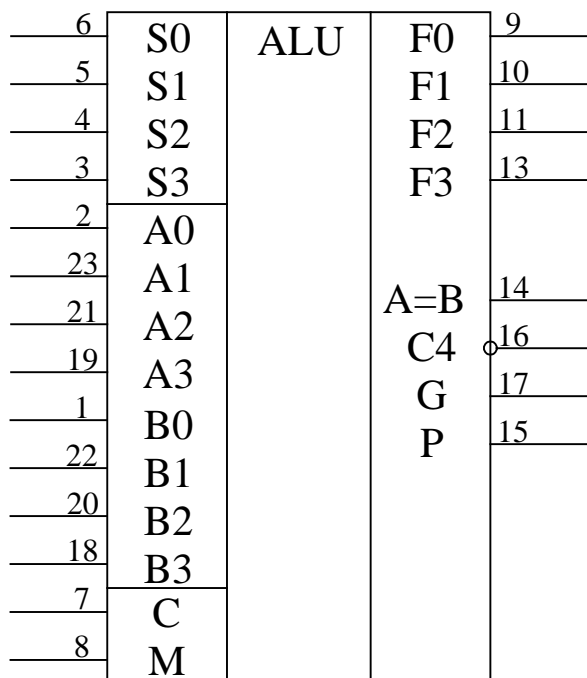 6 S0 ALU F0 9
5 S1 F1 10
4 S2 F2 11
3 S3 F3 13
2 A0
23 A1
21 A2 A=B 14
19 A3 C4 16
1 B0 G 17
22 B1 P 15
20 B2
18 B3
7 C
8 M